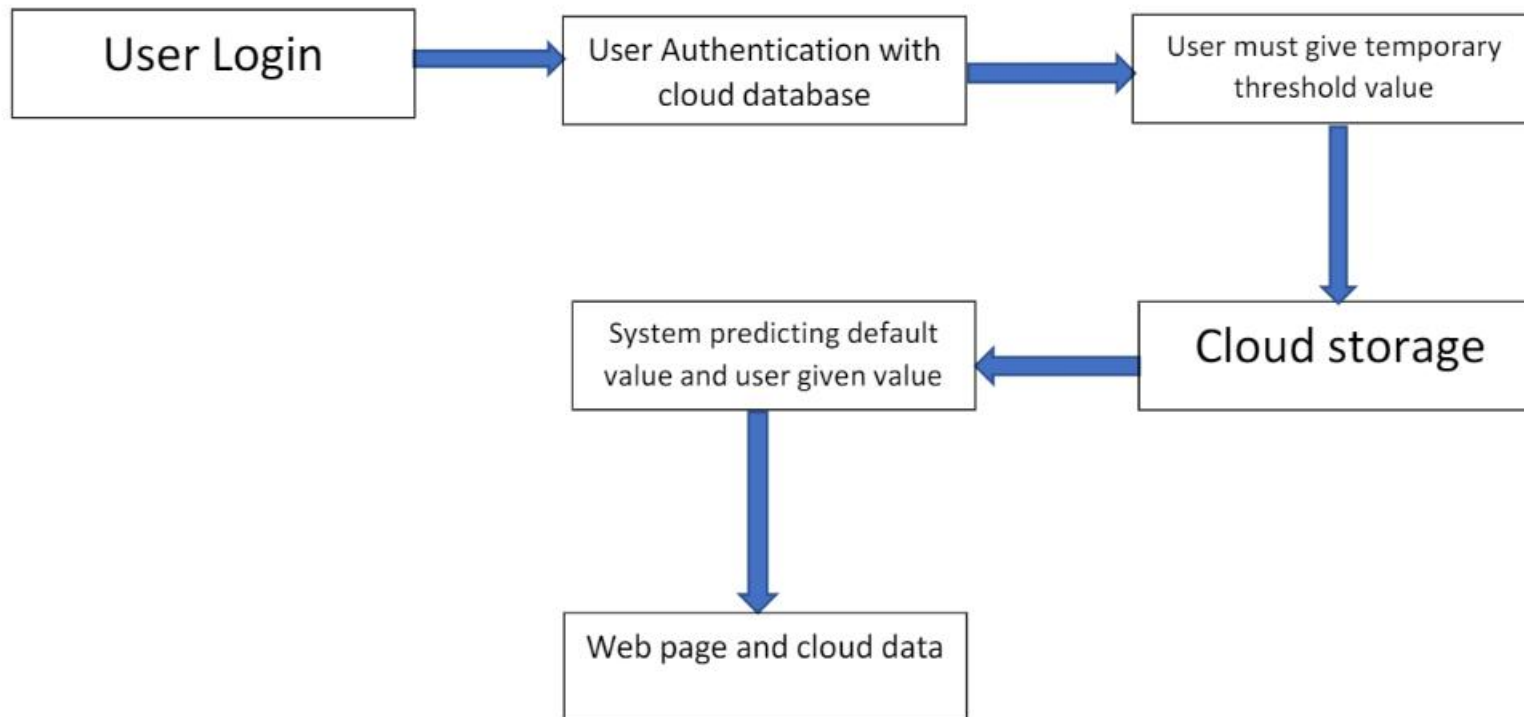 User Login
User Authentication with
cloud database
User must give temporary
threshold value
Cloud storage
System predicting default
value and user given value
Web page and cloud data